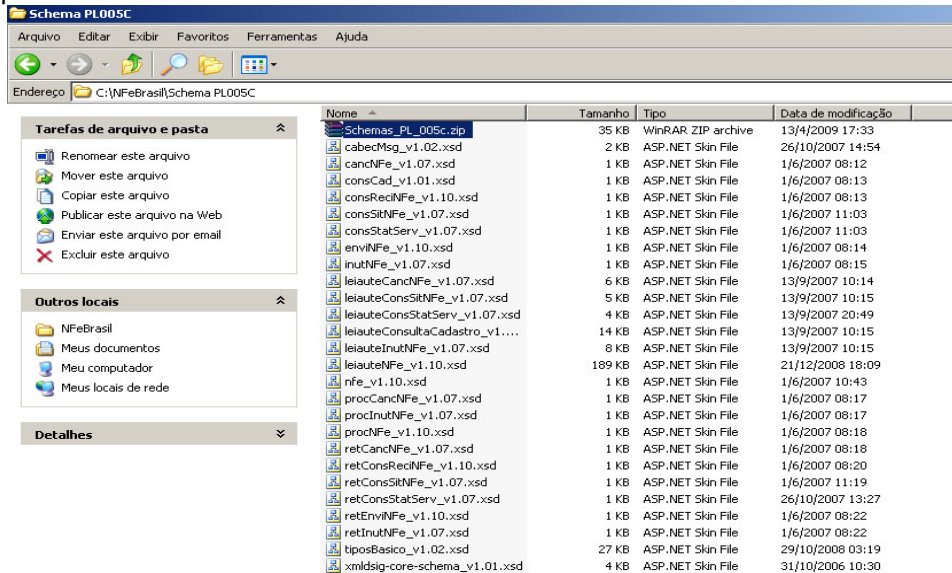 Schema PL005C
Arquivo Editar Exibir Favoritos Ferramentas Ajuda
Endereço C:\NFeBrasil\Schema PL005C
Tarefas de arquivo e pasta
Renomear este arquivo
Mover este arquivo
Copiar este arquivo
Publicar este arquivo na Web
Enviar este arquivo por email
Excluir este arquivo
Outros locais
NFeBrasil
Meus documentos
Meu computador
Meus locais de rede
Detalhes
Nome Tamanho Tipo Data de modificação
Schemas_PL_005c.zip 35 KB WinRAR ZIP archive 13/4/2009 17:33
cabecMsg_v1.02.xsd 2 KB ASP.NET Skin File 26/10/2007 14:54
cancNFe_v1.07.xsd 1 KB ASP.NET Skin File 1/6/2007 08:12
consCad_v1.01.xsd 1 KB ASP.NET Skin File 1/6/2007 08:13
consReciNFe_v1.10.xsd 1 KB ASP.NET Skin File 1/6/2007 08:13
consSitNFe_v1.07.xsd 1 KB ASP.NET Skin File 1/6/2007 11:03
consStatServ_v1.07.xsd 1 KB ASP.NET Skin File 1/6/2007 11:03
enviNFe_v1.10.xsd 1 KB ASP.NET Skin File 1/6/2007 08:14
inutNFe_v1.07.xsd 1 KB ASP.NET Skin File 1/6/2007 08:15
leiauteCancNFe_v1.07.xsd 6 KB ASP.NET Skin File 13/9/2007 10:14
leiauteConsSitNFe_v1.07.xsd 5 KB ASP.NET Skin File 13/9/2007 10:15
leiauteConsStatServ_v1.07.xsd 4 KB ASP.NET Skin File 13/9/2007 20:49
leiauteConsultaCadastro_v1.... 14 KB ASP.NET Skin File 13/9/2007 10:15
leiauteInutNFe_v1.07.xsd 8 KB ASP.NET Skin File 13/9/2007 10:15
leiauteNFe_v1.10.xsd 189 KB ASP.NET Skin File 21/12/2008 18:09
nfe_v1.10.xsd 1 KB ASP.NET Skin File 1/6/2007 10:43
procCancNFe_v1.07.xsd 1 KB ASP.NET Skin File 1/6/2007 08:17
procInutNFe_v1.07.xsd 1 KB ASP.NET Skin File 1/6/2007 08:17
procNFe_v1.10.xsd 1 KB ASP.NET Skin File 1/6/2007 08:18
retCancNFe_v1.07.xsd 1 KB ASP.NET Skin File 1/6/2007 08:18
retConsReciNFe_v1.10.xsd 1 KB ASP.NET Skin File 1/6/2007 08:20
retConsSitNFe_v1.07.xsd 1 KB ASP.NET Skin File 1/6/2007 11:19
retConsStatServ_v1.07.xsd 1 KB ASP.NET Skin File 26/10/2007 13:27
retEnviNFe_v1.10.xsd 1 KB ASP.NET Skin File 1/6/2007 08:22
retInutNFe_v1.07.xsd 1 KB ASP.NET Skin File 1/6/2007 08:22
tiposBasico_v1.02.xsd 27 KB ASP.NET Skin File 29/10/2008 03:19
xmldsig-core-schema_v1.01.xsd 4 KB ASP.NET Skin File 31/10/2006 10:30